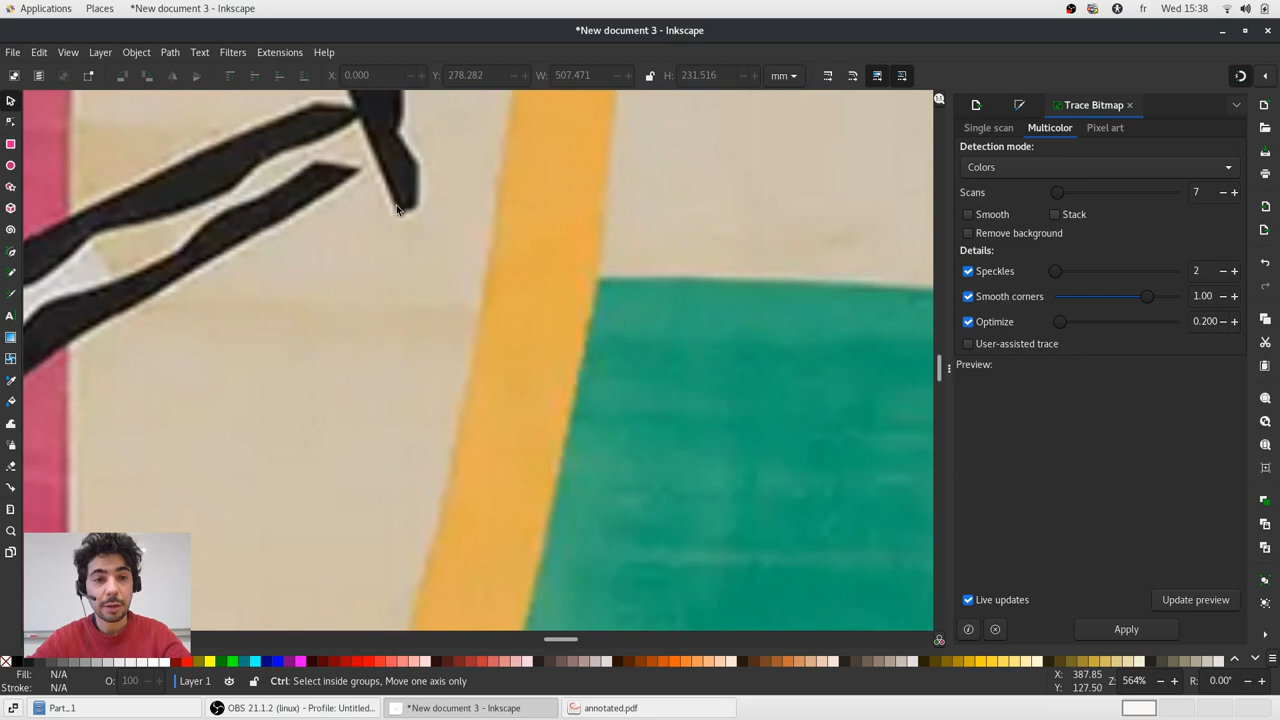 Applications Places *New document 3 - Inkscape fr Wed 15:38
*New document 3 - Inkscape
File Edit View Layer Object Path Text Filters Extensions Help
X: 0.000 Y: 278.282 W: 507.471 H: 231.516 mm
Trace Bitmap
Single scan Multicolor Pixel art
Detection mode:
Colors
Scans 7
Smooth Stack
Remove background
Details:
Speckles 2
Smooth corners 1.00
Optimize 0.200
User-assisted trace
Preview:
Live updates Update preview
Apply
Fill: N/A
Stroke: N/A
O: 100
Layer 1
Ctrl: Select inside groups, Move one axis only
X: 387.85
Y: 127.50
Z: 564%
R: 0.00°
Part_1 OBS 21.1.2 (linux) - Profile: Untitled... *New document 3 - Inkscape annotated.pdf